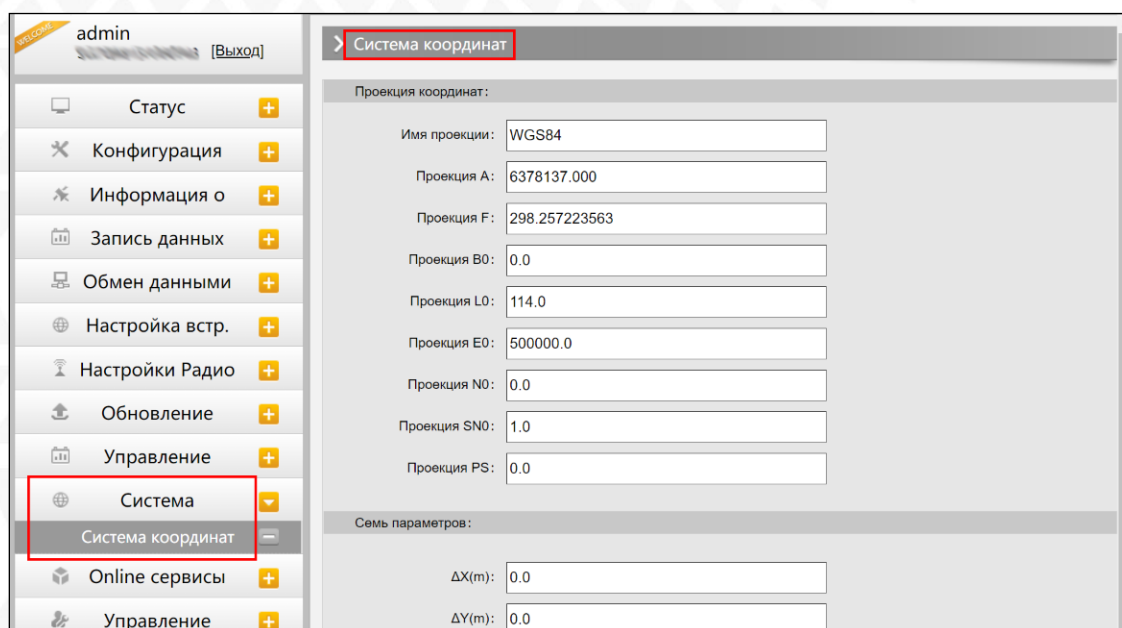 WELCOME
admin
[Выход]
Статус
Конфигурация
Информация о
Запись данных
Обмен данными
Настройка встр.
Настройки Радио
Обновление
Управление
Система
Система координат
Online сервисы
Управление
Система координат
Проекция координат:
Имя проекции: WGS84
Проекция A: 6378137.000
Проекция F: 298.257223563
Проекция B0: 0.0
Проекция L0: 114.0
Проекция E0: 500000.0
Проекция N0: 0.0
Проекция SN0: 1.0
Проекция PS: 0.0
Семь параметров:
ΔX(m): 0.0
ΔY(m): 0.0